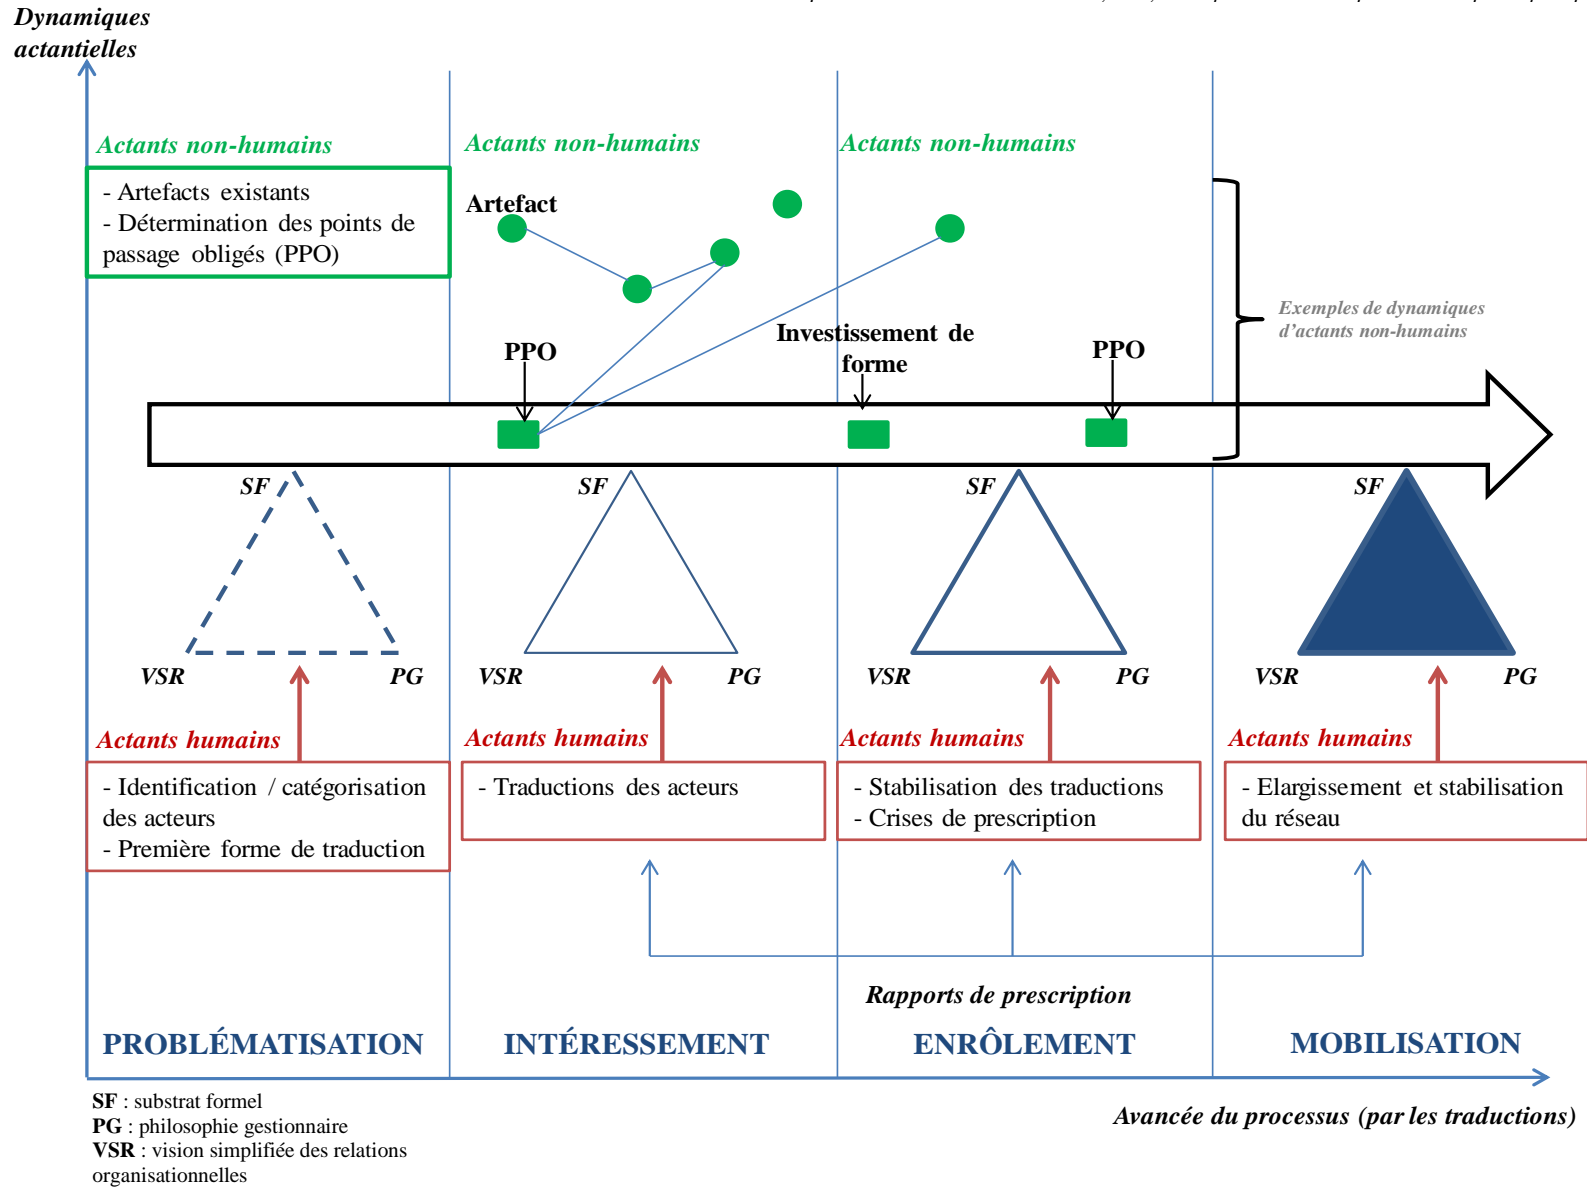 Dynamiques
actantielles
Actants non-humains
- Artefacts existants
- Détermination des points de
passage obligés (PPO)
Actants non-humains
Artefact
PPO
Actants non-humains
Investissement de
forme
PPO
Exemples de dynamiques
d'actants non-humains
SF
VSR
PG
SF
VSR
PG
SF
VSR
PG
SF
VSR
PG
Actants humains
- Identification / catégorisation
des acteurs
- Première forme de traduction
Actants humains
- Traductions des acteurs
Actants humains
- Stabilisation des traductions
- Crises de prescription
Actants humains
- Elargissement et stabilisation
du réseau
Rapports de prescription
PROBLÉMATISATION
INTÉRESSEMENT
ENRÔLEMENT
MOBILISATION
Avancée du processus (par les traductions)
SF : substrat formel
PG : philosophie gestionnaire
VSR : vision simplifiée des relations
organisationnelles